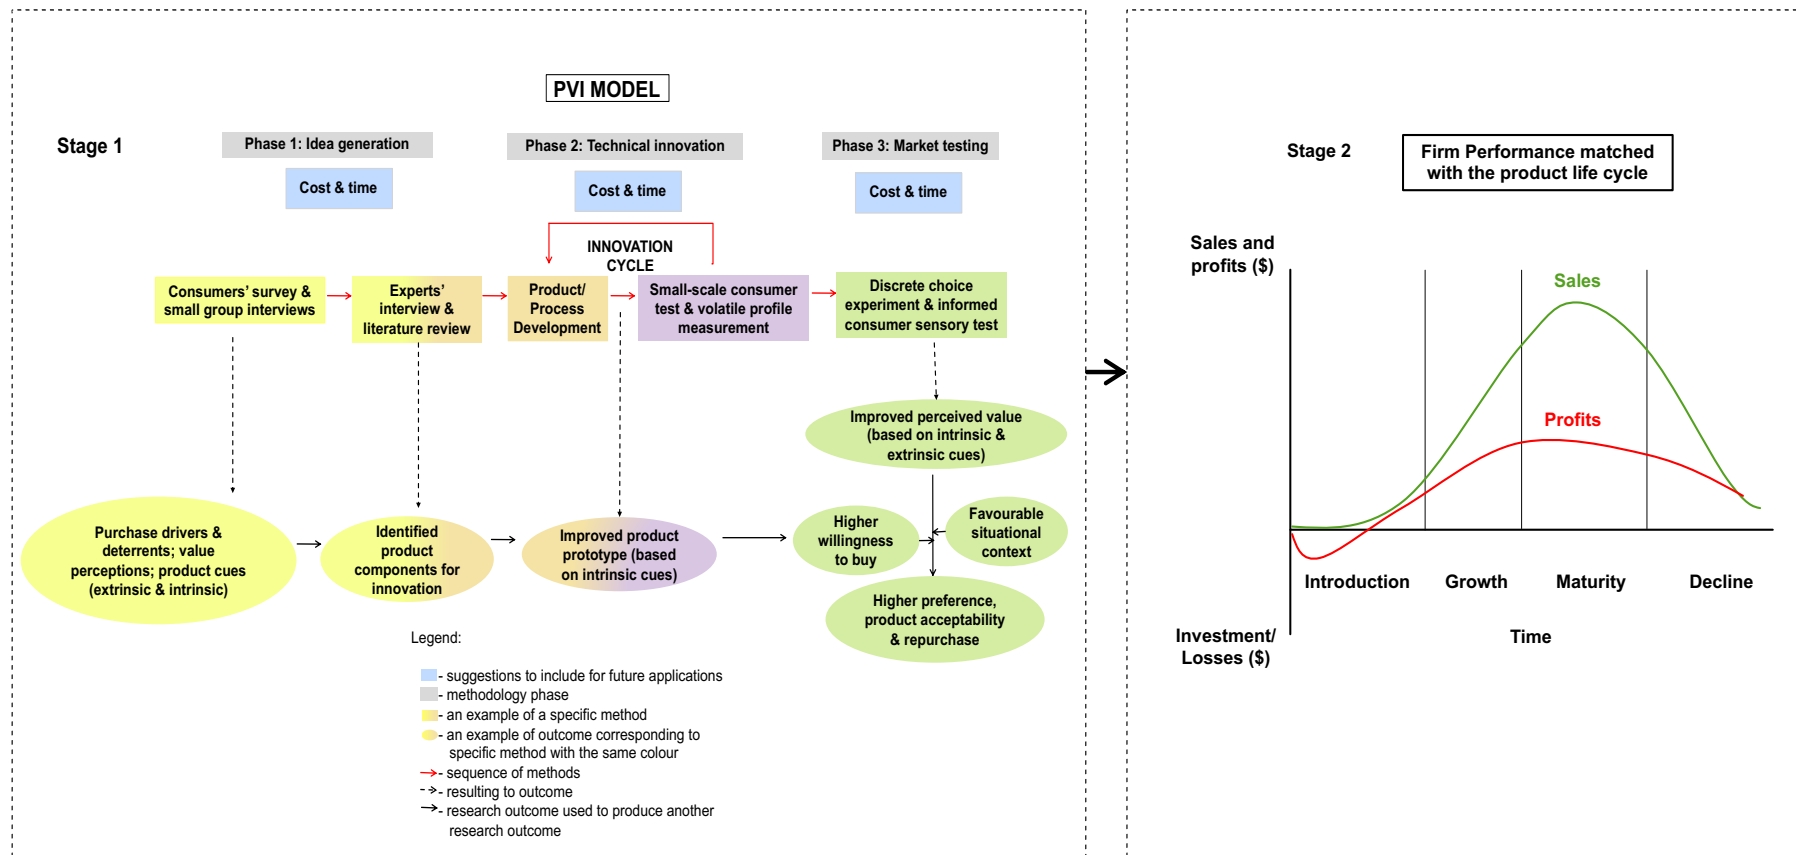 PVI MODEL
Stage 1
Phase 1: Idea generation
Phase 2: Technical innovation
Phase 3: Market testing
Cost & time
Cost & time
Cost & time
INNOVATION
CYCLE
Consumers’ survey &
small group interviews
Experts’
interview &
literature review
Product/
Process
Development
Small-scale consumer
test & volatile profile
measurement
Discrete choice
experiment & informed
consumer sensory test
Improved perceived value
(based on intrinsic &
extrinsic cues)
Purchase drivers &
deterrents; value
perceptions; product cues
(extrinsic & intrinsic)
Identified
product
components for
innovation
Improved product
prototype (based
on intrinsic cues)
Higher
willingness
to buy
Favourable
situational
context
Higher preference,
product acceptability
& repurchase
Legend:
- suggestions to include for future applications
- methodology phase
- an example of a specific method
- an example of outcome corresponding to
specific method with the same colour
- sequence of methods
- resulting to outcome
- research outcome used to produce another
research outcome
Stage 2
Firm Performance matched
with the product life cycle
Sales and
profits ($)
Sales
Profits
Introduction
Growth
Maturity
Decline
Investment/
Losses ($)
Time